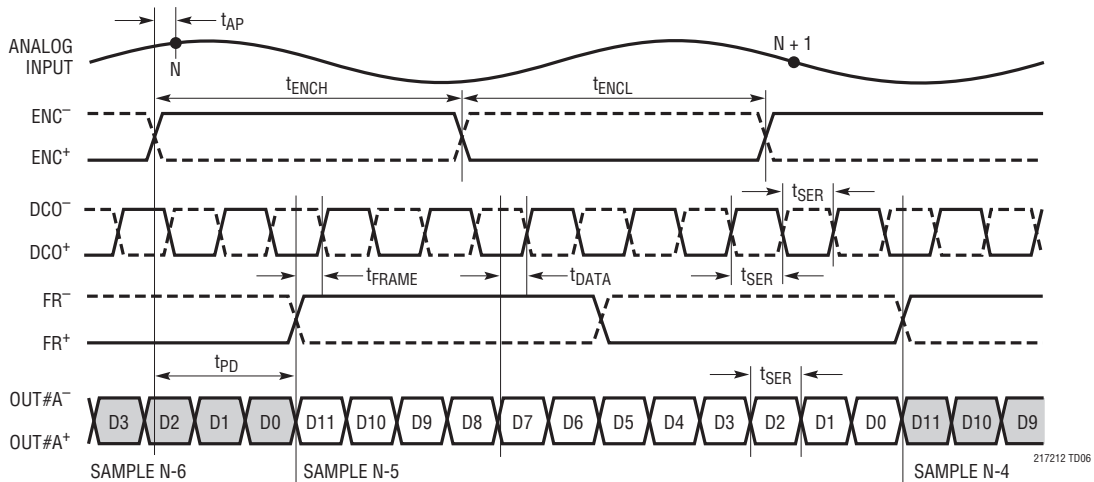 tAP
ANALOG
INPUT
N
N + 1
tENCH
tENCL
ENC–
ENC+
DCO–
DCO+
tSER
tFRAME
tDATA
tSER
FR–
FR+
tPD
tSER
OUT#A–
OUT#A+
D3 D2 D1 D0 D11 D10 D9 D8 D7 D6 D5 D4 D3 D2 D1 D0 D11 D10 D9
SAMPLE N-6
SAMPLE N-5
SAMPLE N-4
217212 TD06